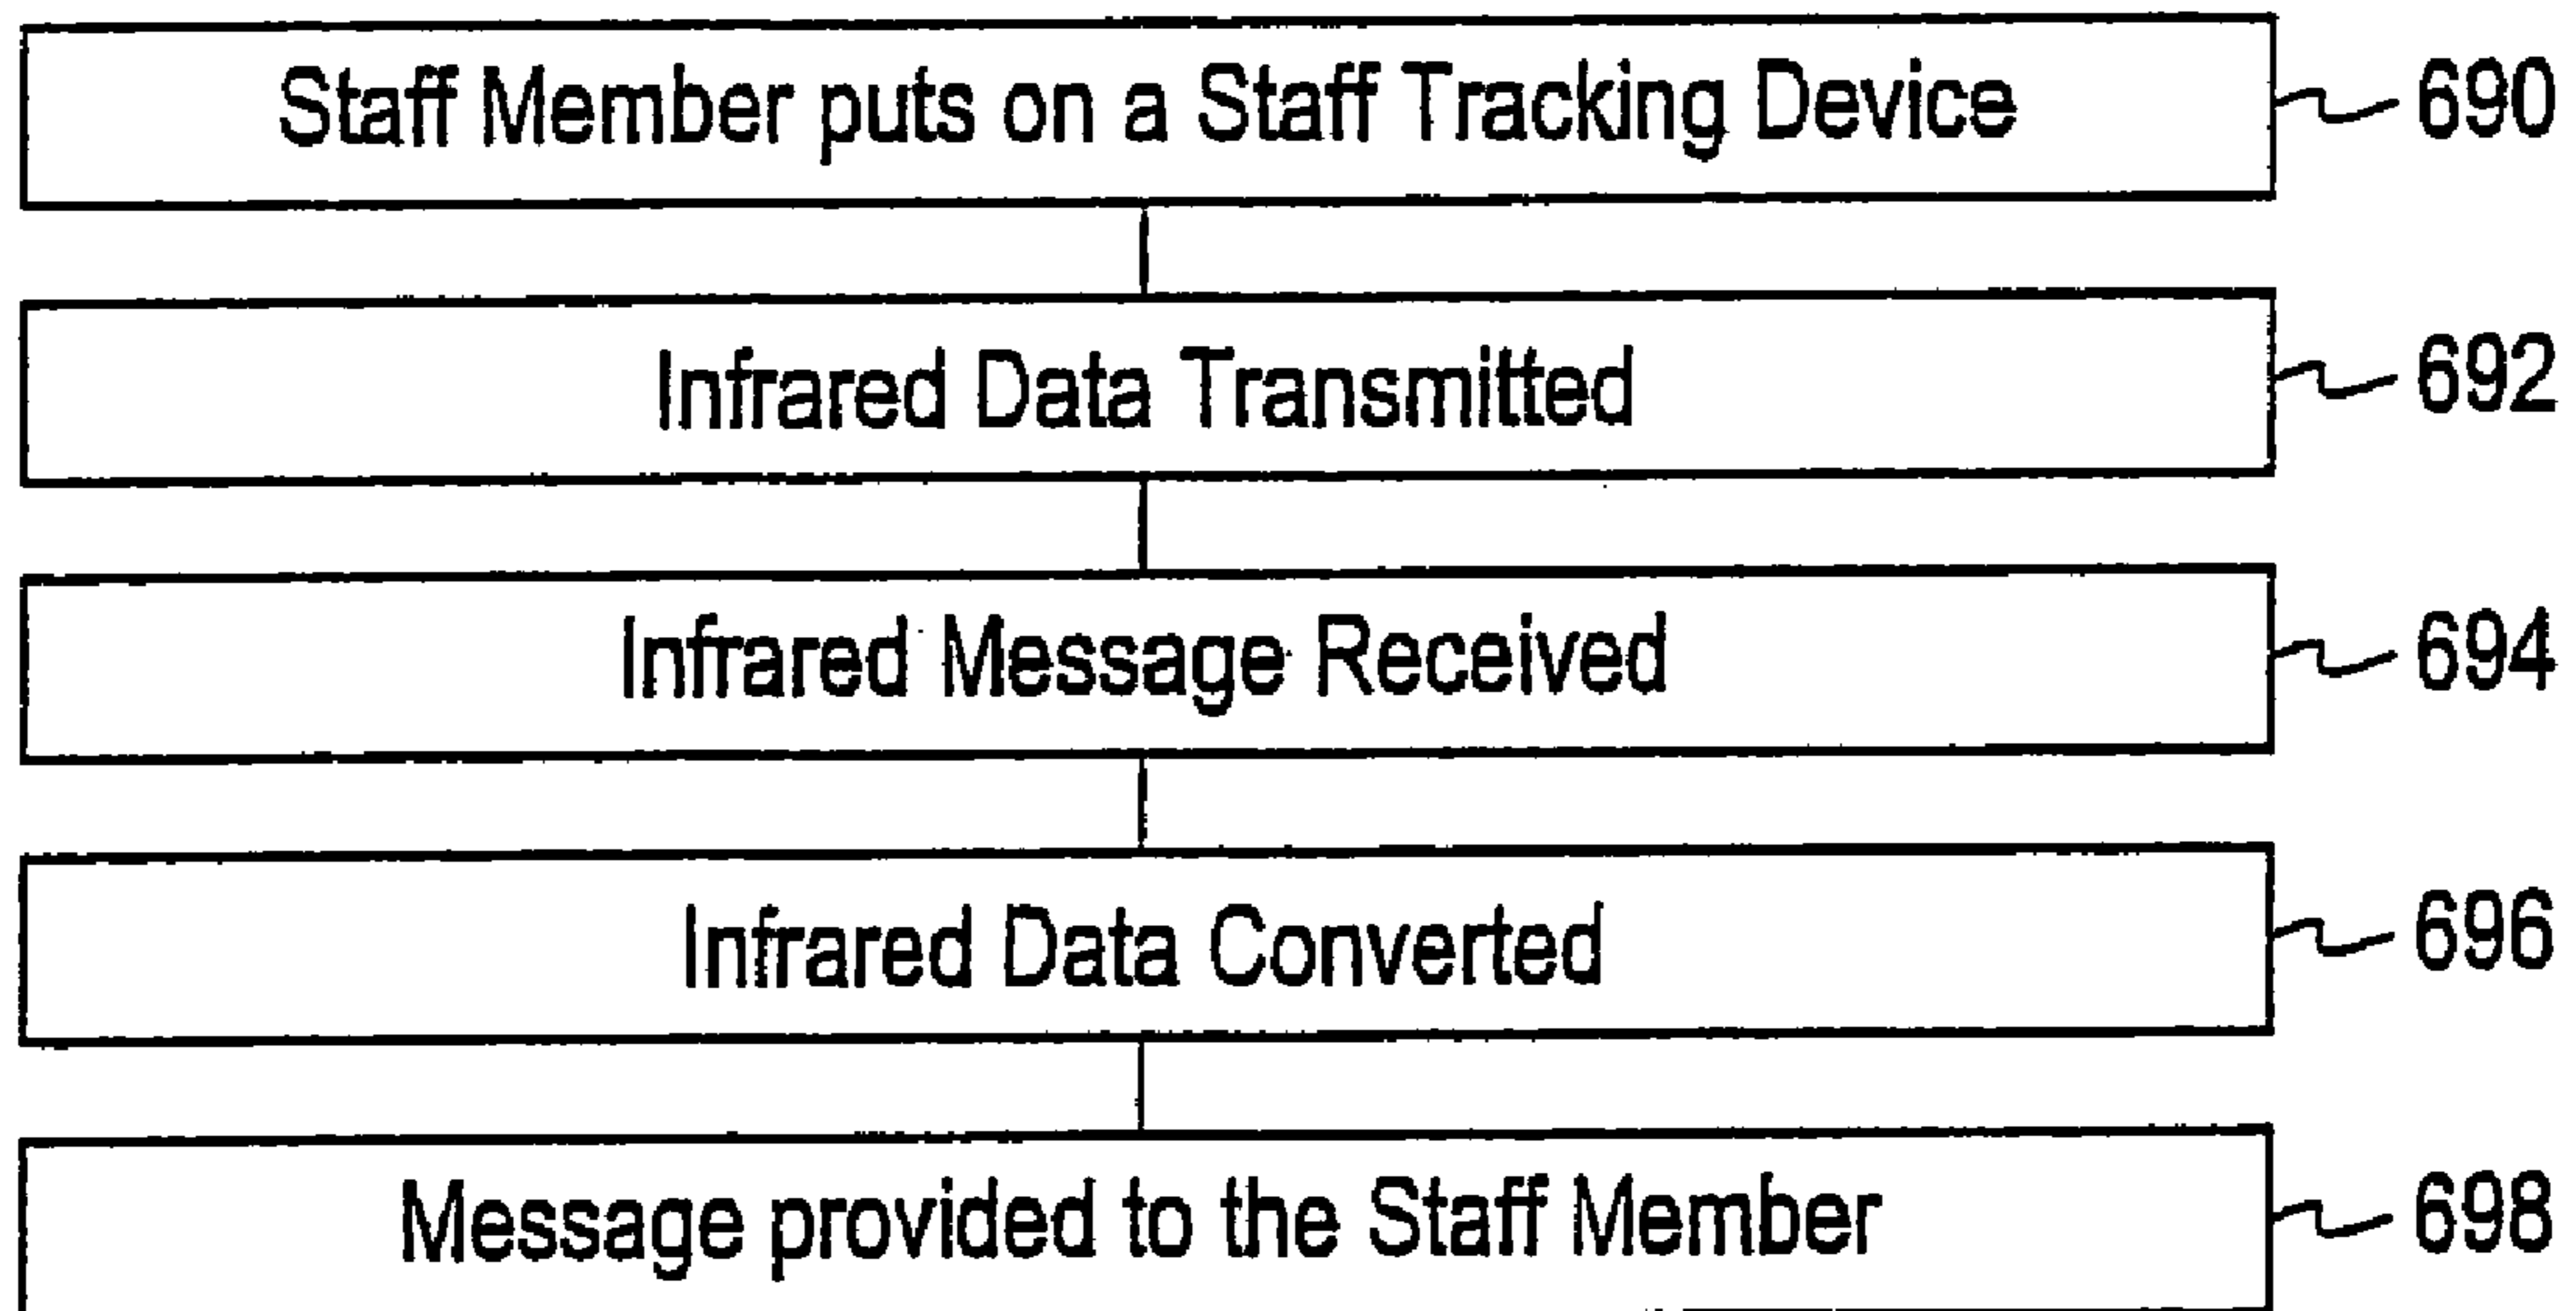 Staff Member puts on a Staff Tracking Device 690
Infrared Data Transmitted 692
Infrared Message Received 694
Infrared Data Converted 696
Message provided to the Staff Member 698